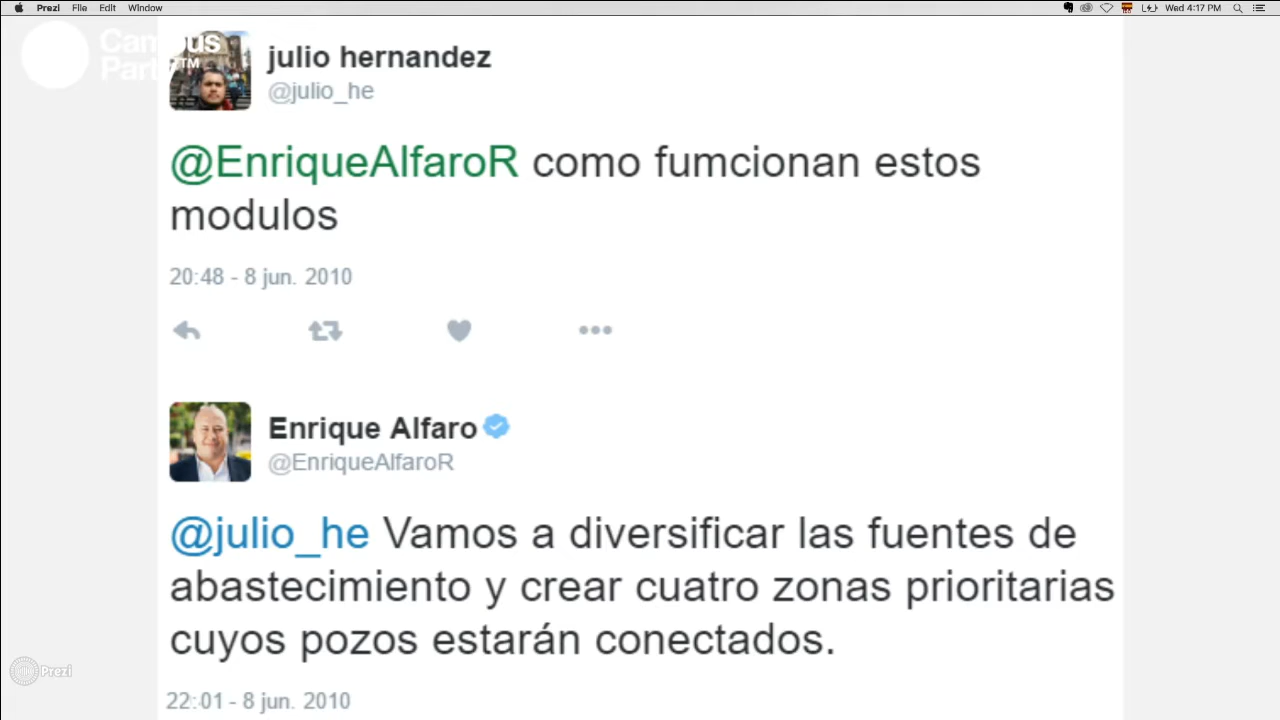 Prezi File Edit Window Wed 4:17 PM
Campus
Party™
julio hernandez
@julio_he
@EnriqueAlfaroR como fumcionan estos
modulos
20:48 - 8 jun. 2010
Enrique Alfaro
@EnriqueAlfaroR
@julio_he Vamos a diversificar las fuentes de
abastecimiento y crear cuatro zonas prioritarias
cuyos pozos estarán conectados.
Prezi
22:01 - 8 jun. 2010